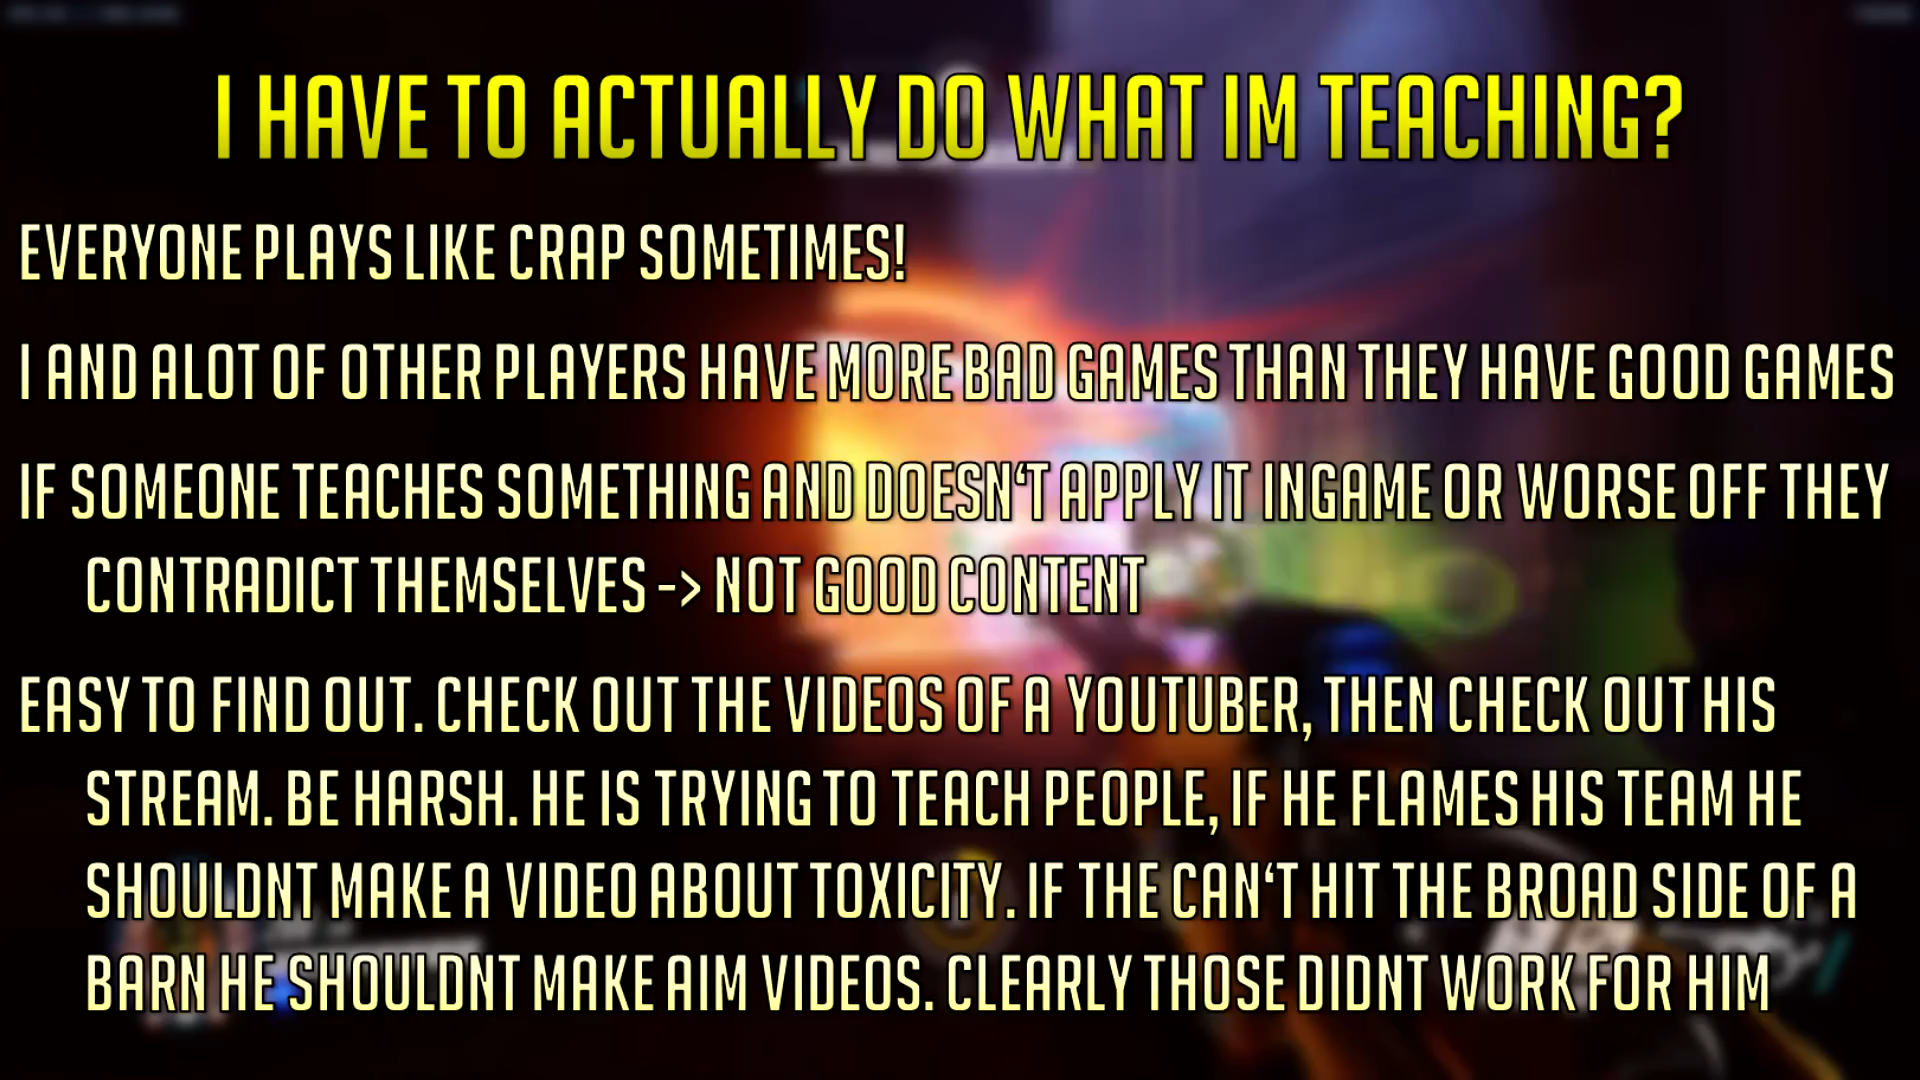 I HAVE TO ACTUALLY DO WHAT IM TEACHING?
EVERYONE PLAYS LIKE CRAP SOMETIMES!
I AND ALOT OF OTHER PLAYERS HAVE MORE BAD GAMES THAN THEY HAVE GOOD GAMES
IF SOMEONE TEACHES SOMETHING AND DOESN‘T APPLY IT INGAME OR WORSE OFF THEY
CONTRADICT THEMSELVES -> NOT GOOD CONTENT
EASY TO FIND OUT. CHECK OUT THE VIDEOS OF A YOUTUBER, THEN CHECK OUT HIS
STREAM. BE HARSH. HE IS TRYING TO TEACH PEOPLE, IF HE FLAMES HIS TEAM HE
SHOULDNT MAKE A VIDEO ABOUT TOXICITY. IF THE CAN‘T HIT THE BROAD SIDE OF A
BARN HE SHOULDNT MAKE AIM VIDEOS. CLEARLY THOSE DIDNT WORK FOR HIM